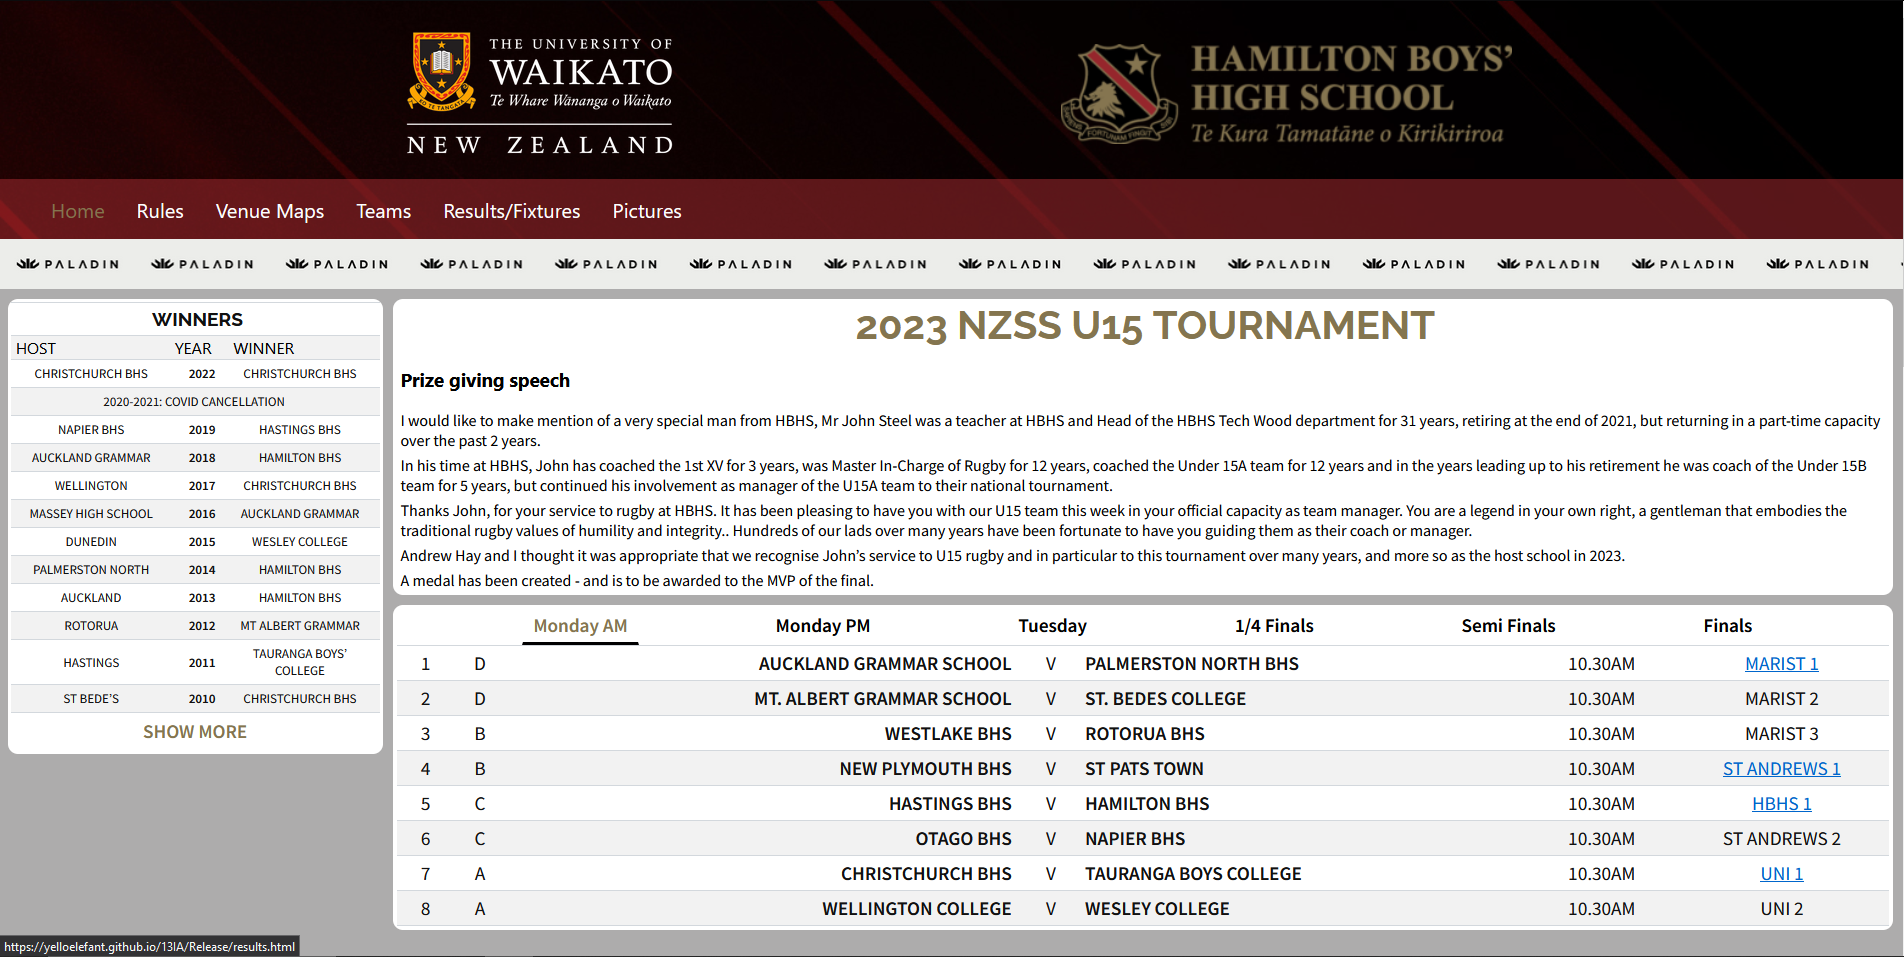 THE UNIVERSITY OF
WAIKATO
Te Whare Wānanga o Waikato
NEW ZEALAND
HAMILTON BOYS'
HIGH SCHOOL
Te Kura Tamatāne o Kirikiriroa
Home Rules Venue Maps Teams Results/Fixtures Pictures
PALADIN PALADIN PALADIN PALADIN PALADIN PALADIN PALADIN PALADIN PALADIN PALADIN PALADIN PALADIN PALADIN PALADIN
WINNERS
HOST YEAR WINNER
CHRISTCHURCH BHS 2022 CHRISTCHURCH BHS
2020-2021: COVID CANCELLATION
NAPIER BHS 2019 HASTINGS BHS
AUCKLAND GRAMMAR 2018 HAMILTON BHS
WELLINGTON 2017 CHRISTCHURCH BHS
MASSEY HIGH SCHOOL 2016 AUCKLAND GRAMMAR
DUNEDIN 2015 WESLEY COLLEGE
PALMERSTON NORTH 2014 HAMILTON BHS
AUCKLAND 2013 HAMILTON BHS
ROTORUA 2012 MT ALBERT GRAMMAR
HASTINGS 2011 TAURANGA BOYS'
COLLEGE
ST BEDE'S 2010 CHRISTCHURCH BHS
SHOW MORE
2023 NZSS U15 TOURNAMENT
Prize giving speech
I would like to make mention of a very special man from HBHS, Mr John Steel was a teacher at HBHS and Head of the HBHS Tech Wood department for 31 years, retiring at the end of 2021, but returning in a part-time capacity
over the past 2 years.
In his time at HBHS, John has coached the 1st XV for 3 years, was Master In-Charge of Rugby for 12 years, coached the Under 15A team for 12 years and in the years leading up to his retirement he was coach of the Under 15B
team for 5 years, but continued his involvement as manager of the U15A team to their national tournament.
Thanks John, for your service to rugby at HBHS. It has been pleasing to have you with our U15 team this week in your official capacity as team manager. You are a legend in your own right, a gentleman that embodies the
traditional rugby values of humility and integrity.. Hundreds of our lads over many years have been fortunate to have you guiding them as their coach or manager.
Andrew Hay and I thought it was appropriate that we recognise John's service to U15 rugby and in particular to this tournament over many years, and more so as the host school in 2023.
A medal has been created - and is to be awarded to the MVP of the final.
Monday AM Monday PM Tuesday 1/4 Finals Semi Finals Finals
1 D AUCKLAND GRAMMAR SCHOOL V PALMERSTON NORTH BHS 10.30AM MARIST 1
2 D MT. ALBERT GRAMMAR SCHOOL V ST. BEDES COLLEGE 10.30AM MARIST 2
3 B WESTLAKE BHS V ROTORUA BHS 10.30AM MARIST 3
4 B NEW PLYMOUTH BHS V ST PATS TOWN 10.30AM ST ANDREWS 1
5 C HASTINGS BHS V HAMILTON BHS 10.30AM HBHS 1
6 C OTAGO BHS V NAPIER BHS 10.30AM ST ANDREWS 2
7 A CHRISTCHURCH BHS V TAURANGA BOYS COLLEGE 10.30AM UNI 1
8 A WELLINGTON COLLEGE V WESLEY COLLEGE 10.30AM UNI 2
https://yelloelefant.github.io/13IA/Release/results.html